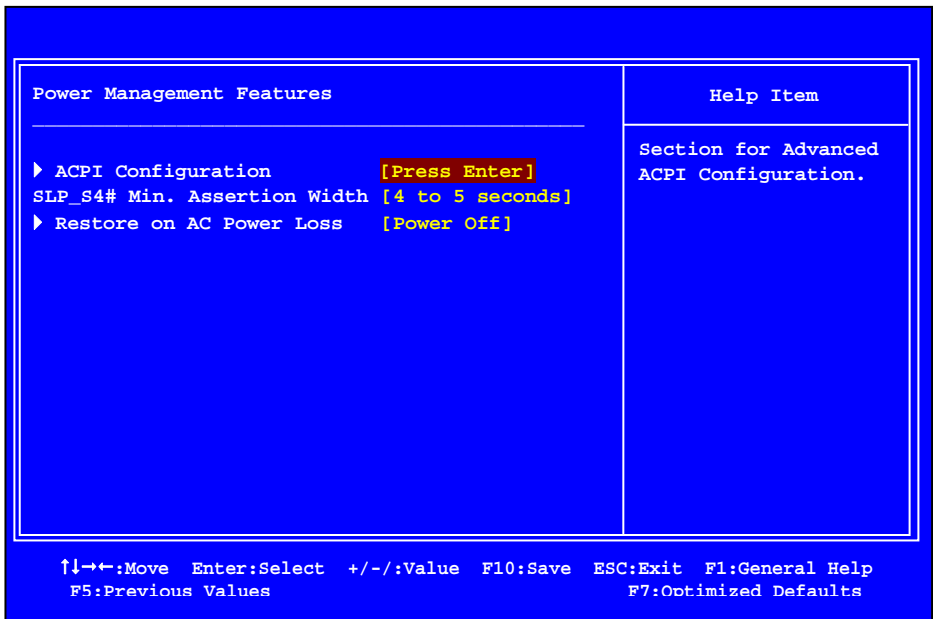 Power Management Features
Help Item
ACPI Configuration [Press Enter]
SLP_S4# Min. Assertion Width [4 to 5 seconds]
Restore on AC Power Loss [Power Off]
Section for Advanced
ACPI Configuration.
↑↓→←:Move Enter:Select +/-/:Value F10:Save ESC:Exit F1:General Help
F5:Previous Values F7:Optimized Defaults